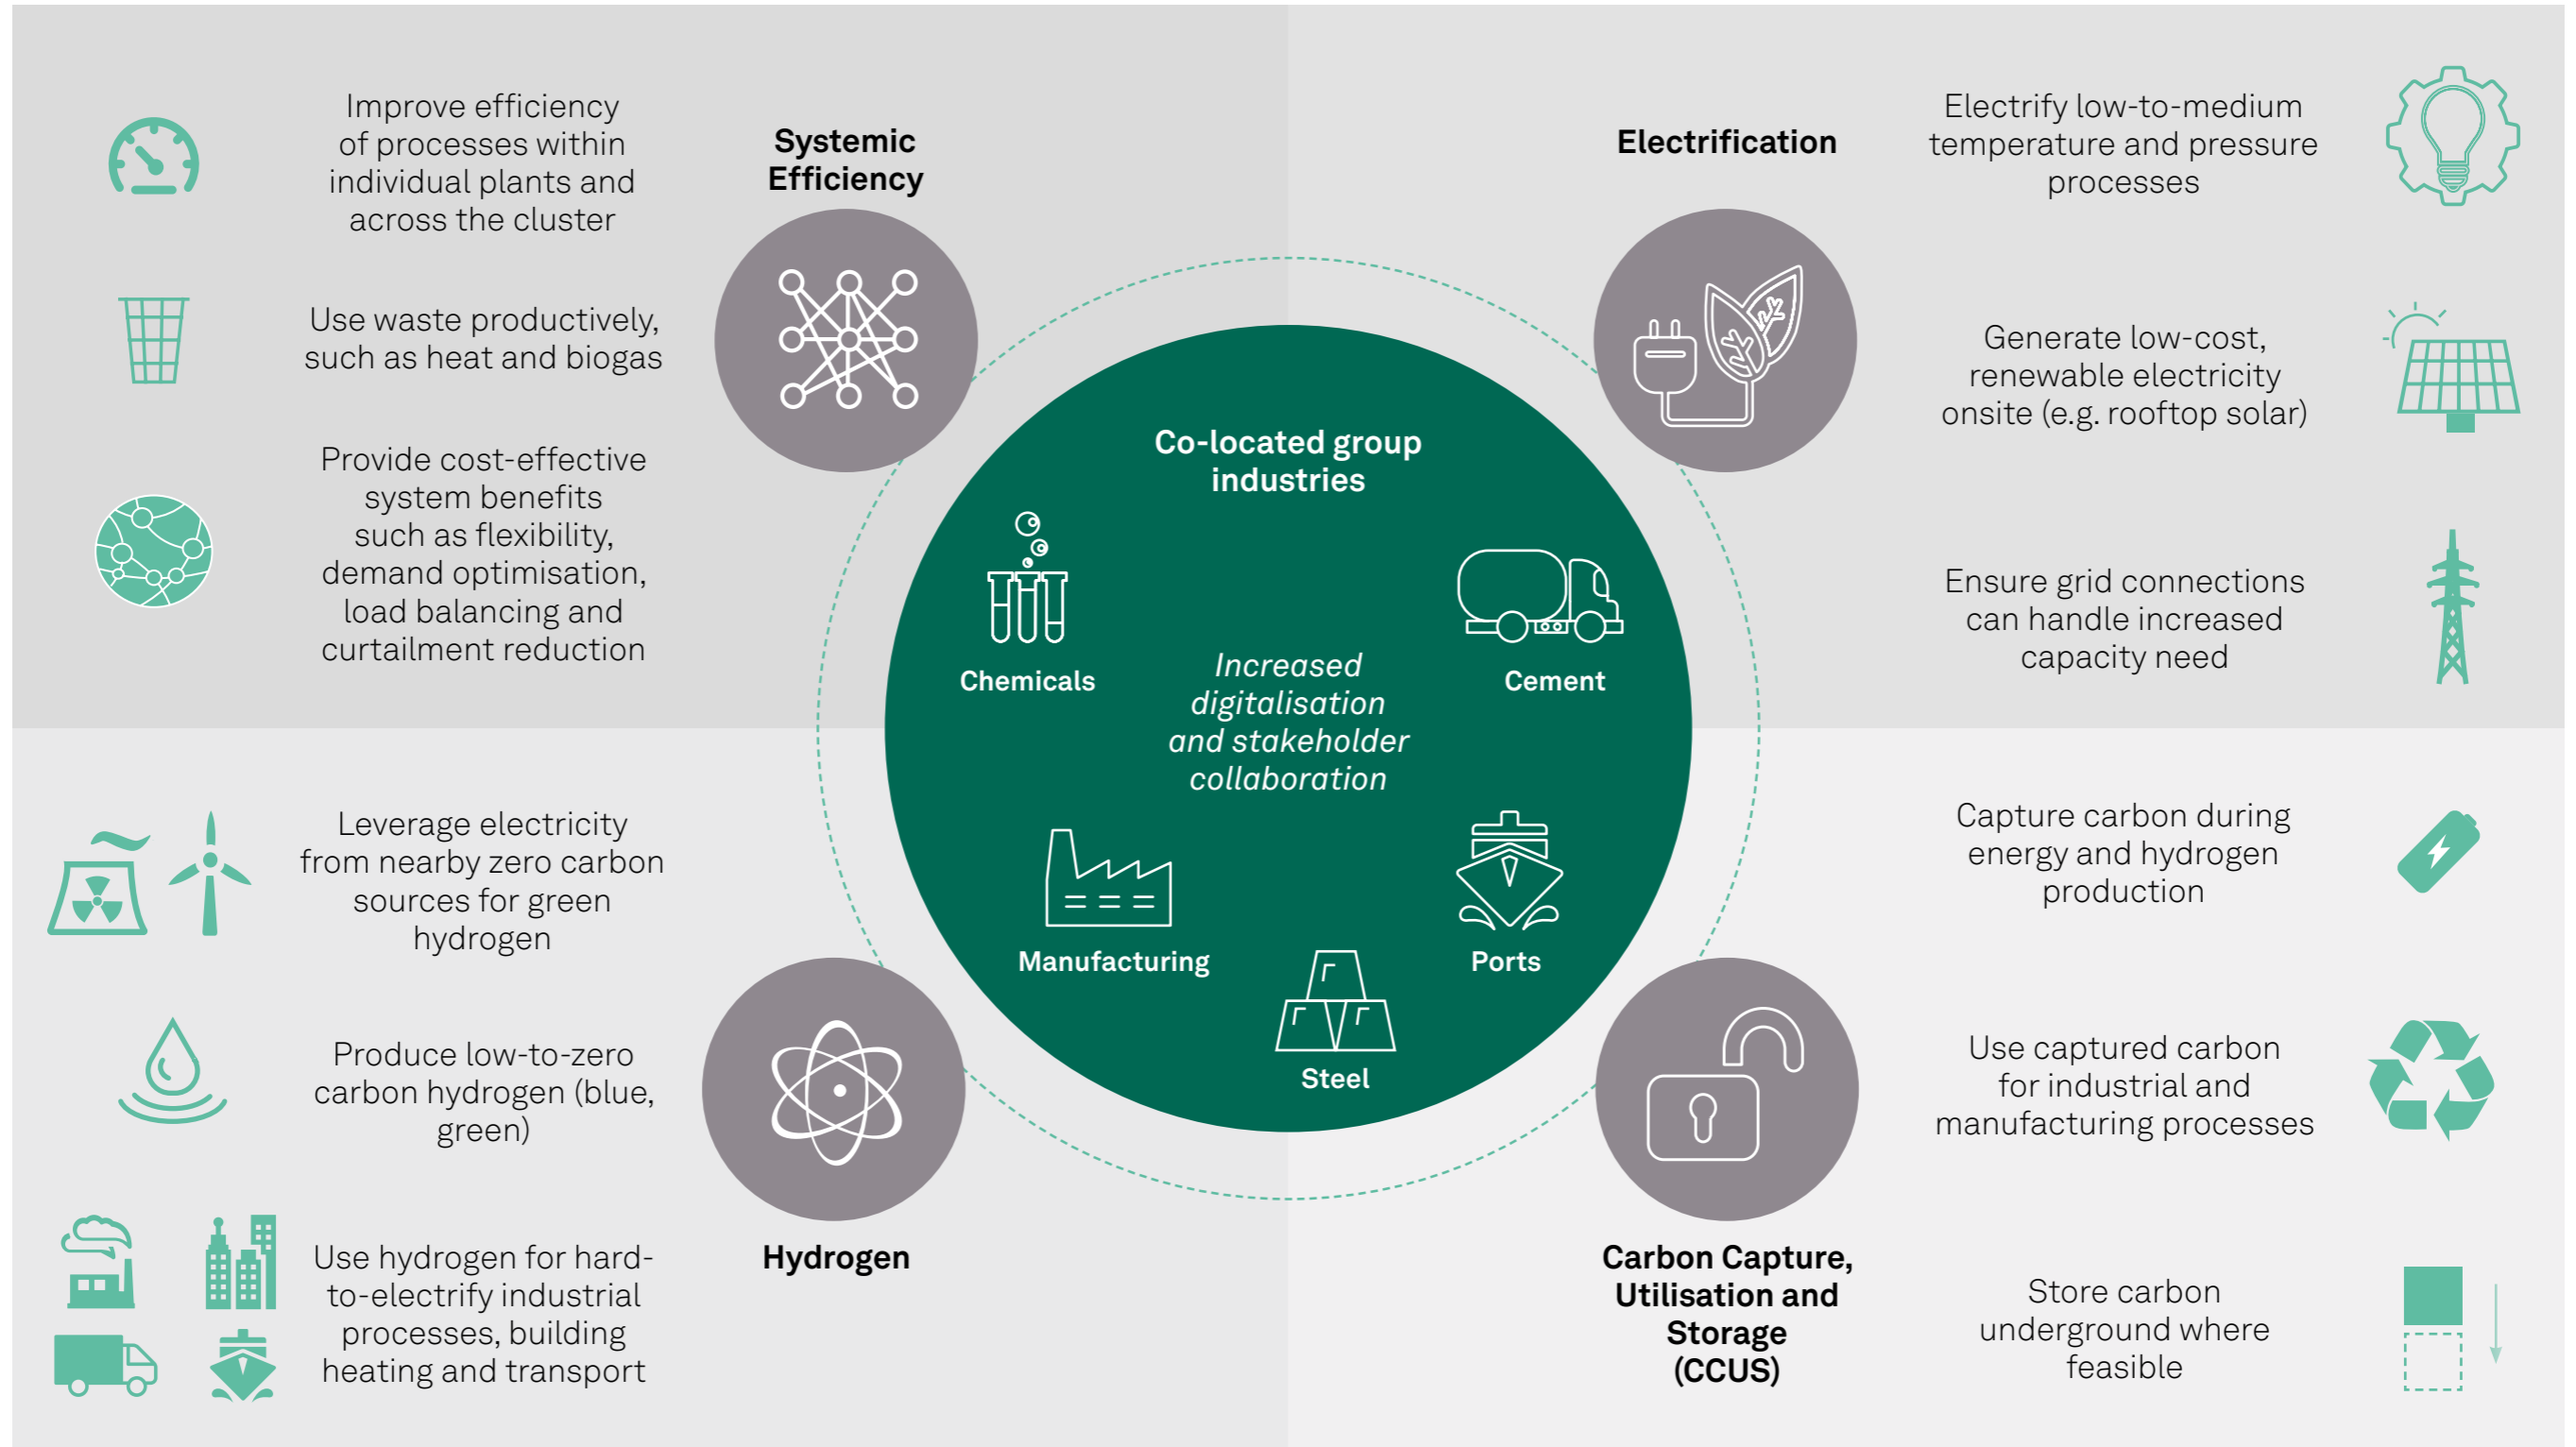 Improve efficiency
of processes within
individual plants and
across the cluster
Use waste productively,
such as heat and biogas
Provide cost-effective
system benefits
such as flexibility,
demand optimisation,
load balancing and
curtailment reduction
Systemic
Efficiency
Electrification
Electrify low-to-medium
temperature and pressure
processes
Generate low-cost,
renewable electricity
onsite (e.g. rooftop solar)
Ensure grid connections
can handle increased
capacity need
Co-located group
industries
Chemicals
Cement
Increased
digitalisation
and stakeholder
collaboration
Manufacturing
Ports
Steel
Leverage electricity
from nearby zero carbon
sources for green
hydrogen
Produce low-to-zero
carbon hydrogen (blue,
green)
Use hydrogen for hard-
to-electrify industrial
processes, building
heating and transport
Hydrogen
Carbon Capture,
Utilisation and
Storage
(CCUS)
Capture carbon during
energy and hydrogen
production
Use captured carbon
for industrial and
manufacturing processes
Store carbon
underground where
feasible